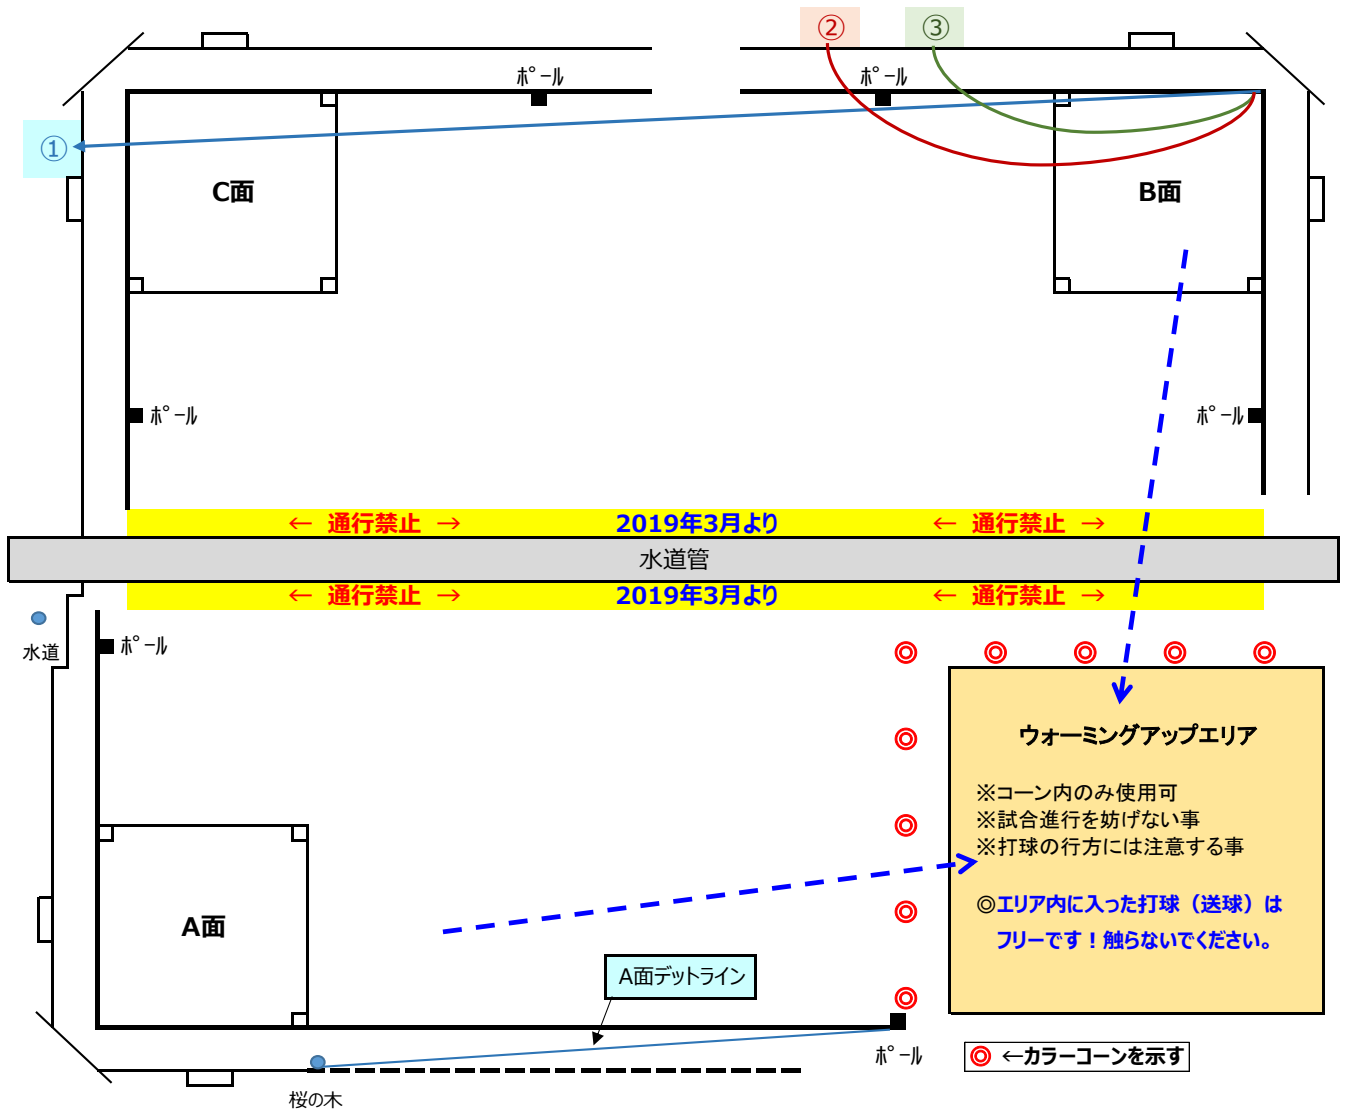 ② ③
ﾎﾟｰﾙ ﾎﾟｰﾙ
①
C面 B面
ﾎﾟｰﾙ ﾎﾟｰﾙ
← 通行禁止 → 2019年3月より ← 通行禁止 →
水道管
← 通行禁止 → 2019年3月より ← 通行禁止 →
水道
ﾎﾟｰﾙ
◎ ◎ ◎ ◎ ◎
ウォーミングアップエリア
※コーン内のみ使用可
※試合進行を妨げない事
※打球の行方には注意する事
◎エリア内に入った打球（送球）は
フリーです！触らないでください。
A面
A面デットライン
ﾎﾟｰﾙ
◎ ←カラーコーンを示す
桜の木